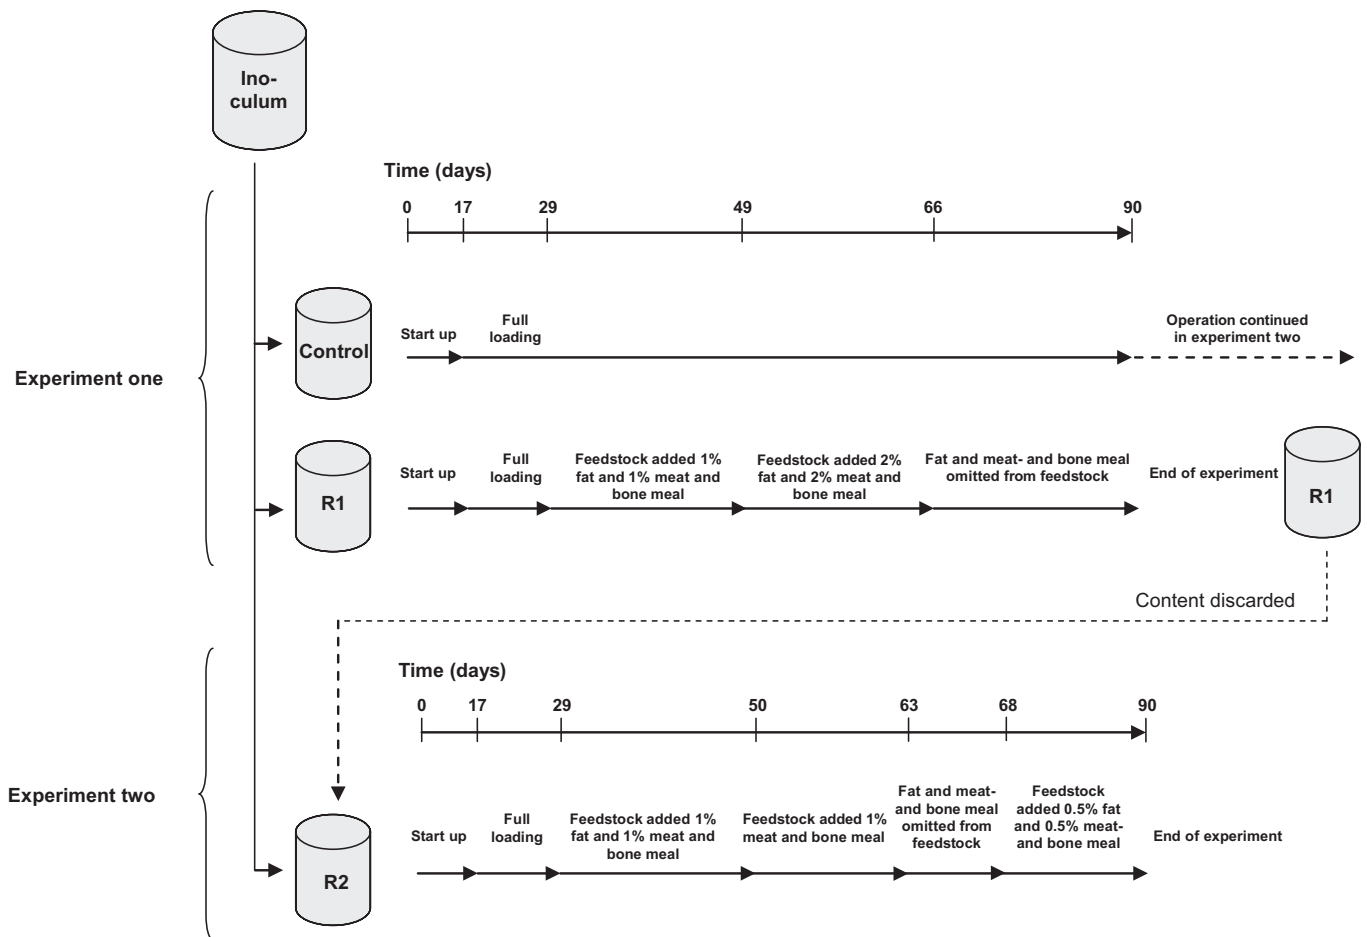 Ino-
culum
Time (days)
0 17 29 49 66 90
Experiment one
Control
Start up
Full
loading
Operation continued
in experiment two
R1
Start up
Full
loading
Feedstock added 1%
fat and 1% meat and
bone meal
Feedstock added 2%
fat and 2% meat and
bone meal
Fat and meat- and bone meal
omitted from feedstock
End of experiment
R1
Content discarded
Time (days)
0 17 29 50 63 68 90
Experiment two
R2
Start up
Full
loading
Feedstock added 1%
fat and 1% meat and
bone meal
Feedstock added 1%
meat and bone meal
Fat and meat-
and bone meal
omitted from
feedstock
Feedstock
added 0.5% fat
and 0.5% meat-
and bone meal
End of experiment